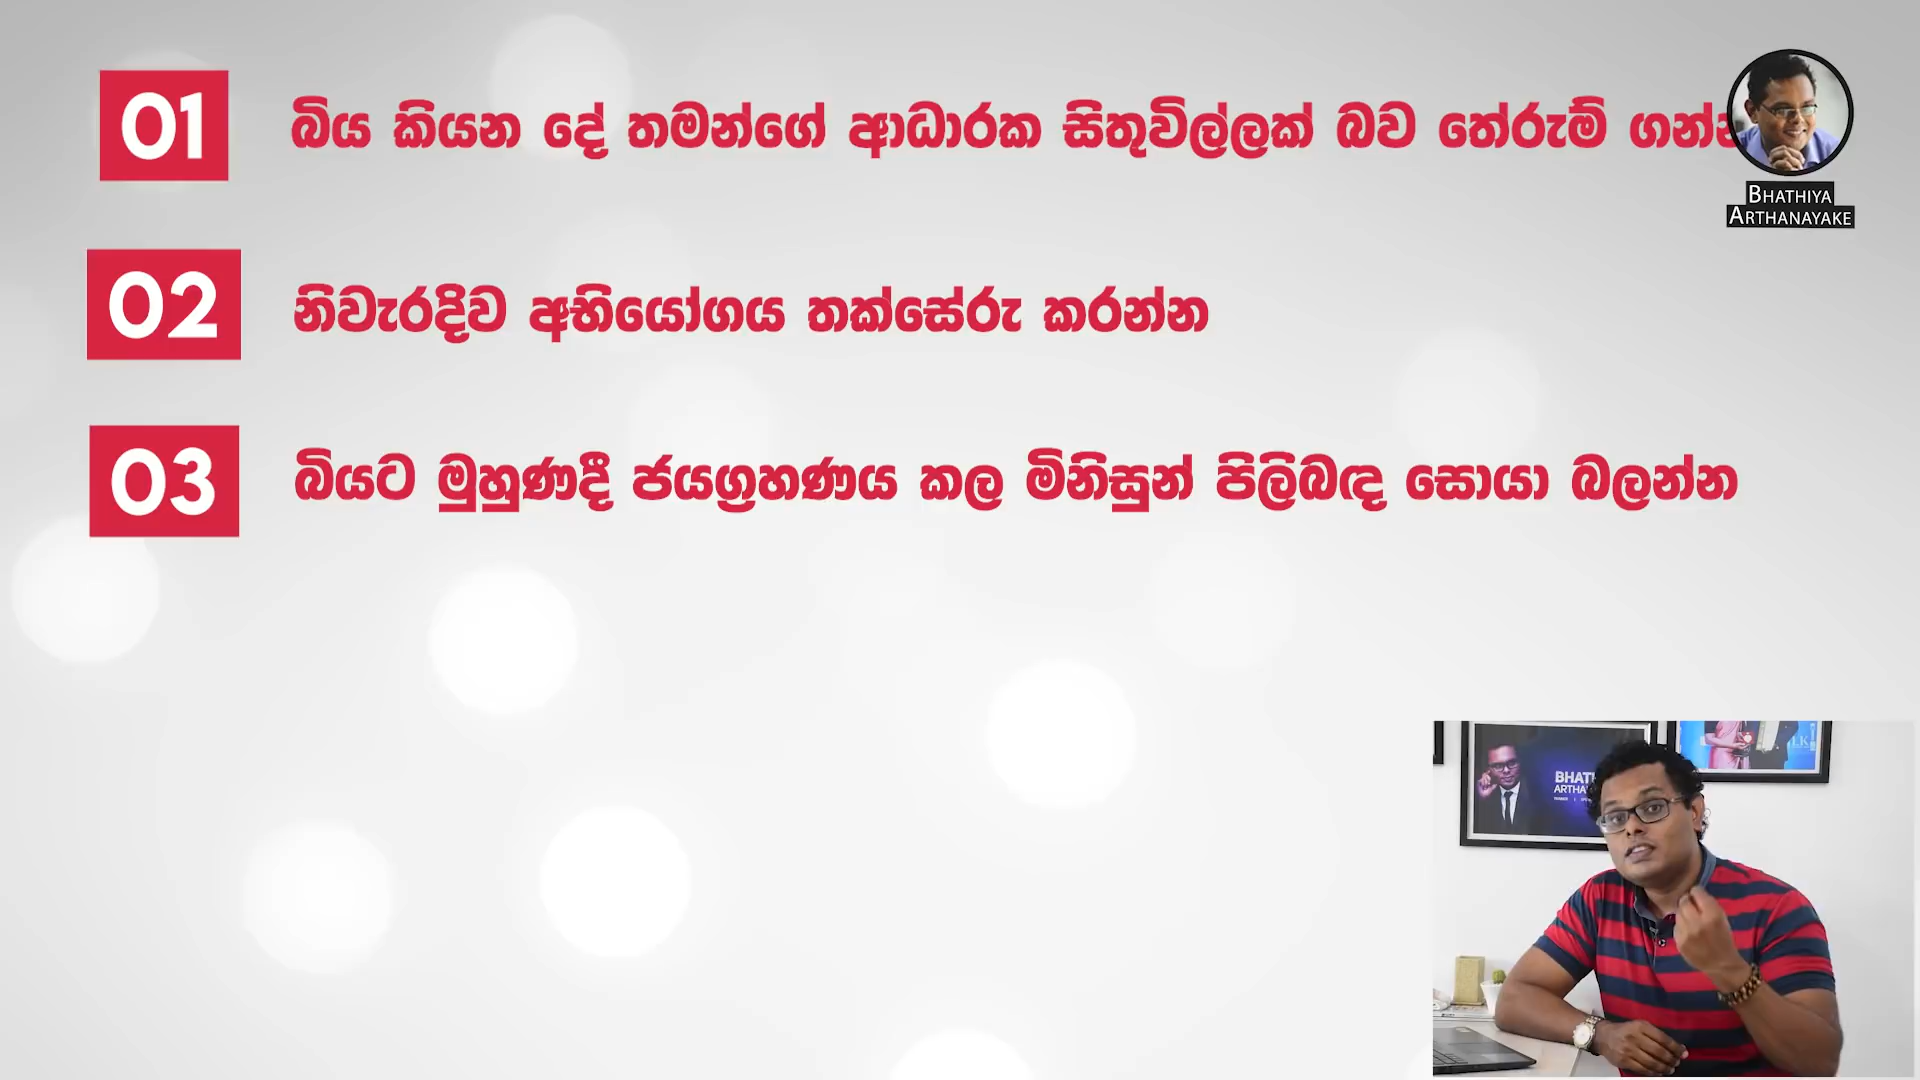 01 බිය කියන දේ තමන්ගේ ආධාරක සිතුවිල්ලක් බව තේරුම්
BHATHIYA
ARTHANAYAKE
02 නිවැරදිව අභියෝගය තක්සේරු කරන්න
03 බියට මුහුණදී ජයග්‍රහණය කල මිනිසුන් පිලිබඳ සොයා බලන්න